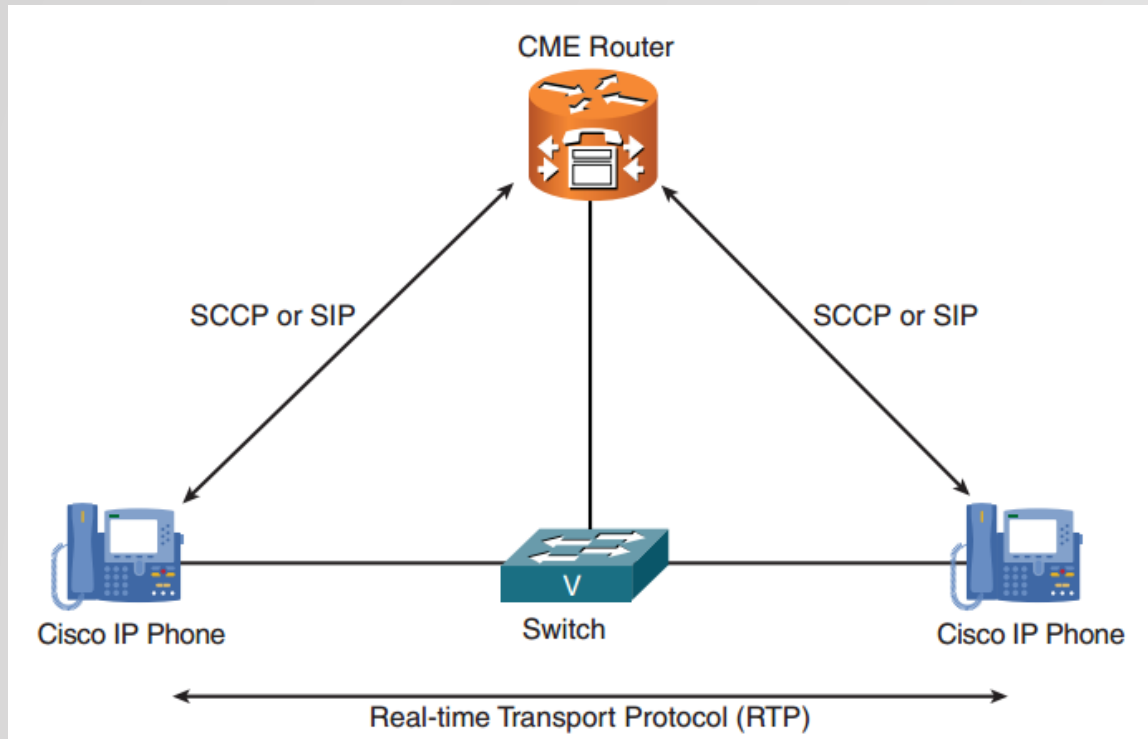 CME Router
SCCP or SIP
SCCP or SIP
V
Cisco IP Phone
Switch
Cisco IP Phone
Real-time Transport Protocol (RTP)